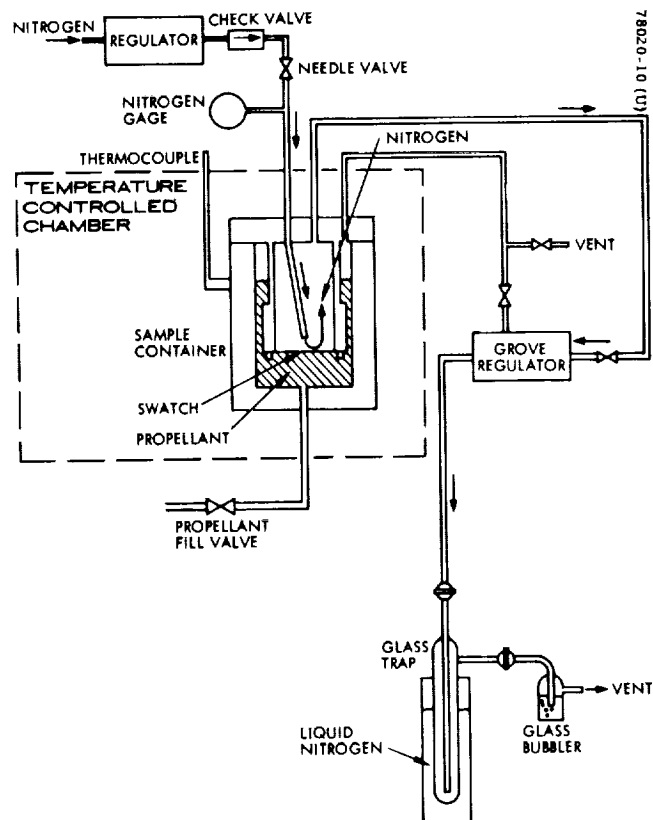 NITROGEN
REGULATOR
CHECK VALVE
NEEDLE VALVE
NITROGEN
GAGE
NITROGEN
78020-10 (U)
THERMOCOUPLE
TEMPERATURE
CONTROLLED
CHAMBER
VENT
SAMPLE
CONTAINER
GROVE
REGULATOR
SWATCH
PROPELLANT
PROPELLANT
FILL VALVE
GLASS
TRAP
VENT
LIQUID
NITROGEN
GLASS
BUBBLER